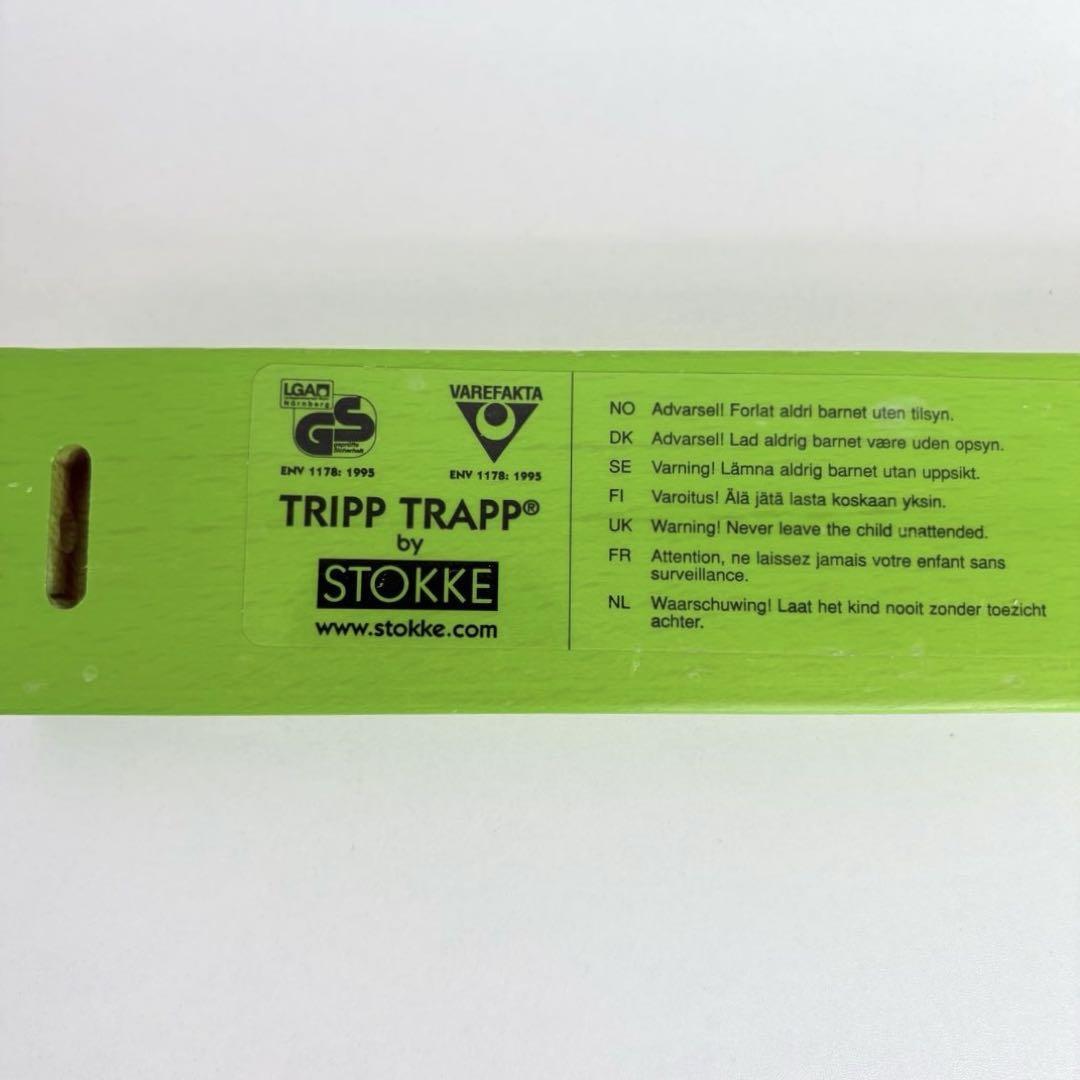 LGA
Nürnberg
GS
geprüfte
Sicherheit
ENV 1178: 1995
VAREFAKTA
ENV 1178: 1995
TRIPP TRAPP®
by
STOKKE
www.stokke.com
NO Advarsel! Forlat aldri barnet uten tilsyn.
DK Advarsel! Lad aldrig barnet være uden opsyn.
SE Varning! Lämna aldrig barnet utan uppsikt.
FI Varoitus! Älä jätä lasta koskaan yksin.
UK Warning! Never leave the child unattended.
FR Attention, ne laissez jamais votre enfant sans
surveillance.
NL Waarschuwing! Laat het kind nooit zonder toezicht
achter.